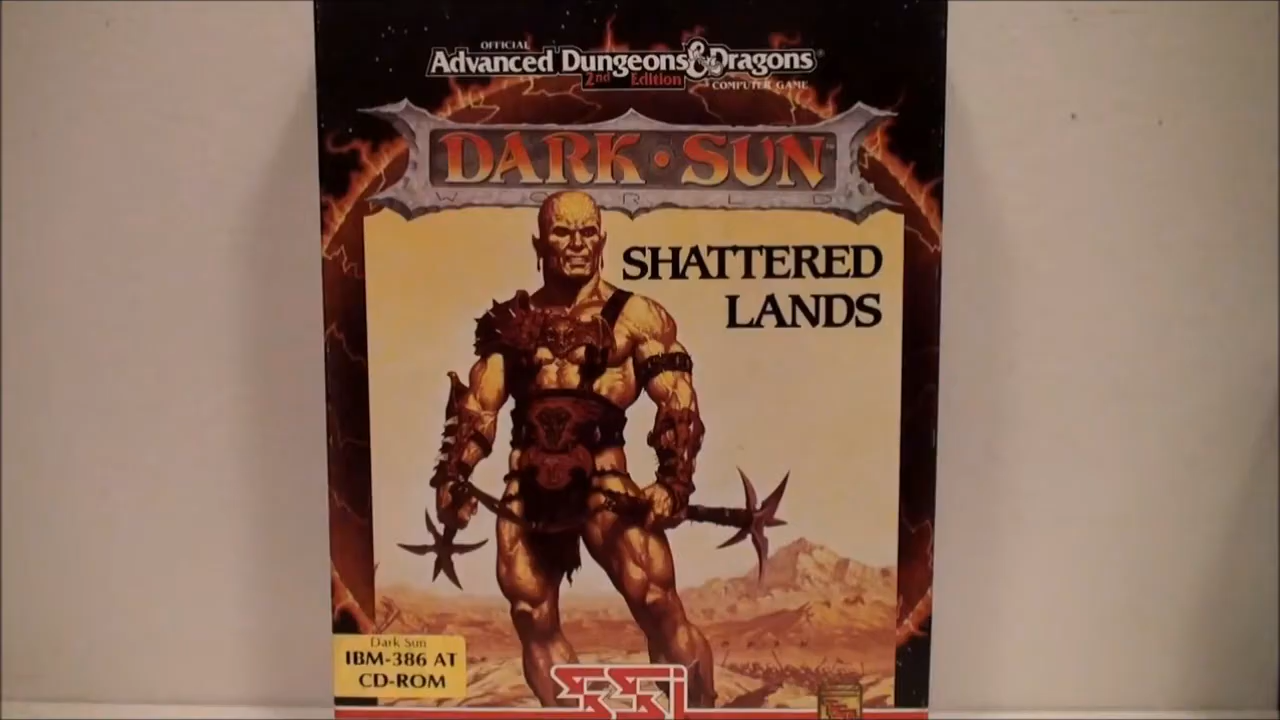 OFFICIAL
Advanced Dungeons & Dragons®
2nd Edition
COMPUTER GAME
DARK·SUN™
WORLD
SHATTERED
LANDS
Dark Sun
IBM-386 AT
CD-ROM
SSI